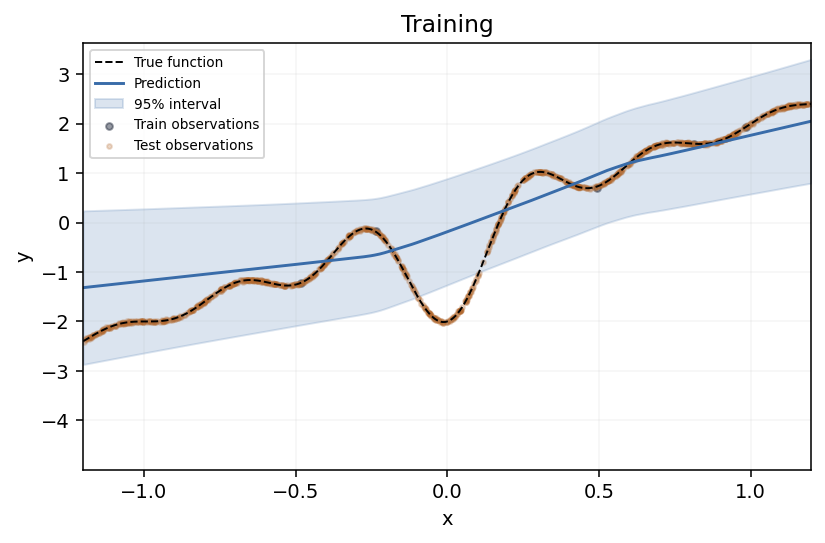 Training
True function
Prediction
95% interval
Train observations
Test observations
3
2
1
0
−1
−2
−3
−4
y
−1.0
−0.5
0.0
0.5
1.0
x